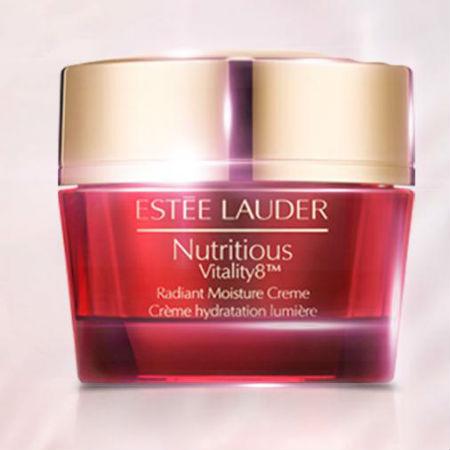 ESTĒE LAUDER
Nutritious
Vitality8™
Radiant Moisture Creme
Crème hydratation lumière